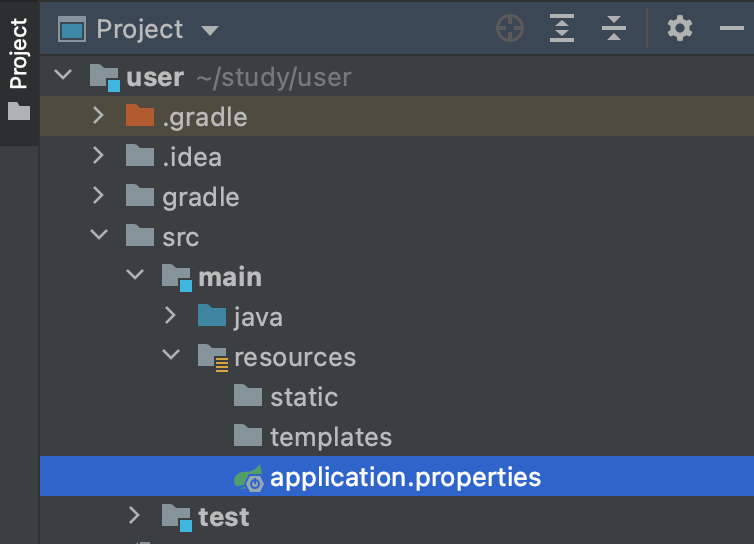 Project
Project
user ~/study/user
.gradle
.idea
gradle
src
main
java
resources
static
templates
application.properties
test